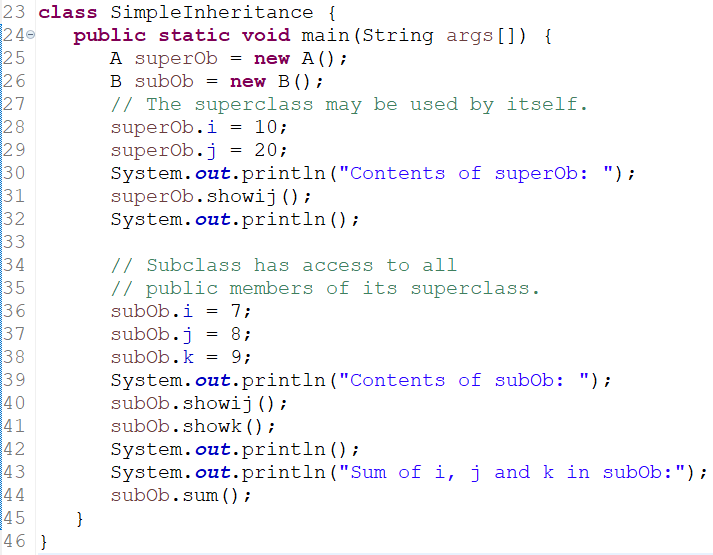 23 class SimpleInheritance {
24 public static void main(String args[]) {
25 A superOb = new A();
26 B subOb = new B();
27 // The superclass may be used by itself.
28 superOb.i = 10;
29 superOb.j = 20;
30 System.out.println("Contents of superOb: ");
31 superOb.showij();
32 System.out.println();
33
34 // Subclass has access to all
35 // public members of its superclass.
36 subOb.i = 7;
37 subOb.j = 8;
38 subOb.k = 9;
39 System.out.println("Contents of subOb: ");
40 subOb.showij();
41 subOb.showk();
42 System.out.println();
43 System.out.println("Sum of i, j and k in subOb:");
44 subOb.sum();
45 }
46 }